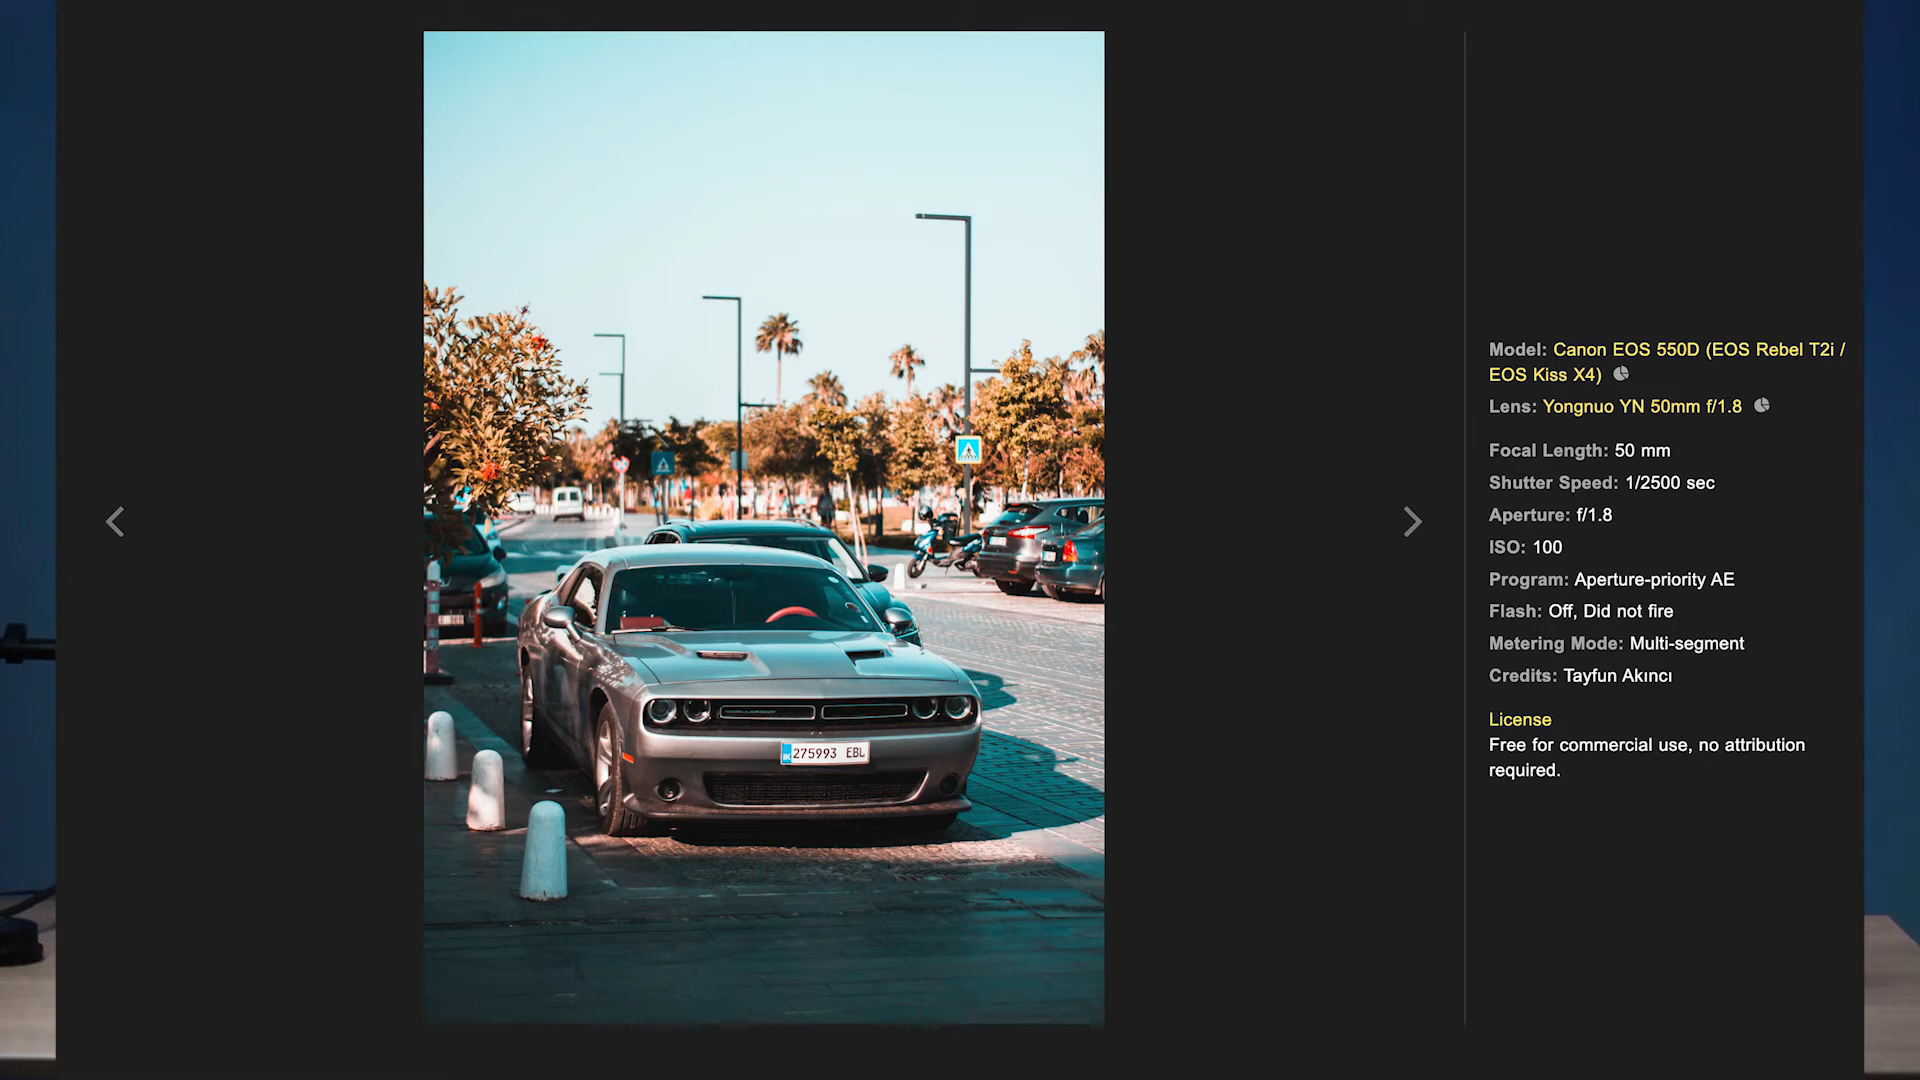 275993 EBL
Model: Canon EOS 550D (EOS Rebel T2i /
EOS Kiss X4)
Lens: Yongnuo YN 50mm f/1.8
Focal Length: 50 mm
Shutter Speed: 1/2500 sec
Aperture: f/1.8
ISO: 100
Program: Aperture-priority AE
Flash: Off, Did not fire
Metering Mode: Multi-segment
Credits: Tayfun Akıncı
License
Free for commercial use, no attribution
required.